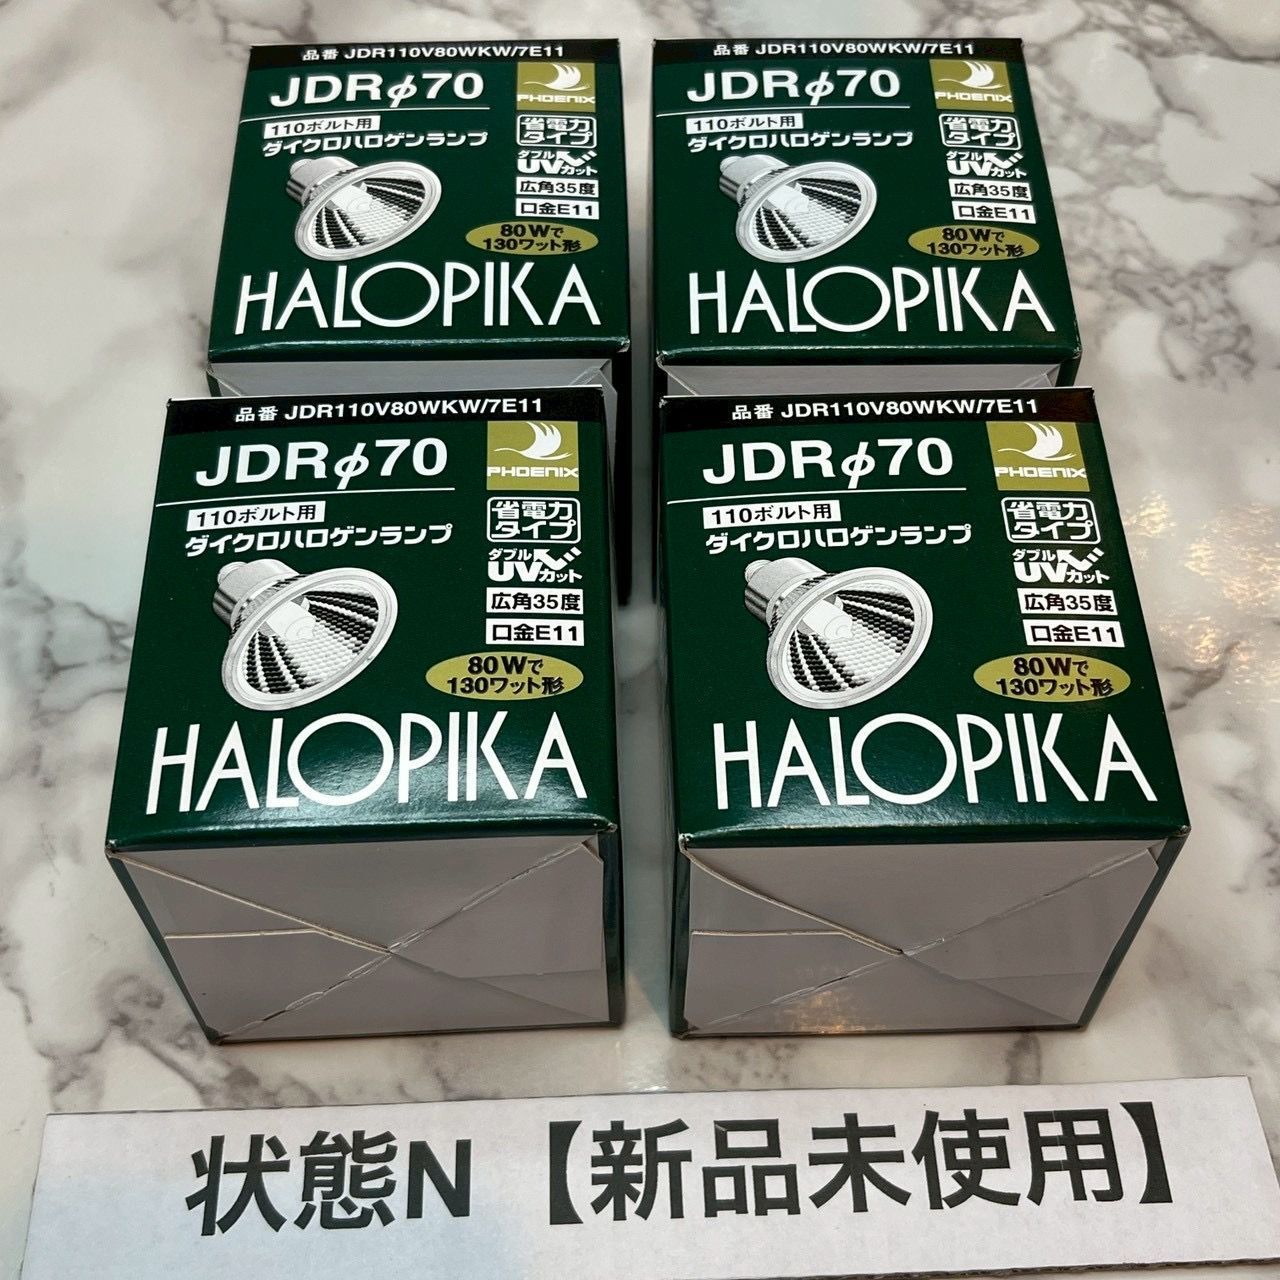 品番 JDR110V80WKW/7E11
JDRφ70
PHOENIX
110ボルト用
ダイクロハロゲンランプ
省電力
タイプ
ダブル
UVカット
広角35度
口金E11
80Wで
130ワット形
HALOPIKA
品番 JDR110V80WKW/7E11
JDRφ70
PHOENIX
110ボルト用
ダイクロハロゲンランプ
省電力
タイプ
ダブル
UVカット
広角35度
口金E11
80Wで
130ワット形
HALOPIKA
品番 JDR110V80WKW/7E11
JDRφ70
PHOENIX
110ボルト用
ダイクロハロゲンランプ
省電力
タイプ
ダブル
UVカット
広角35度
口金E11
80Wで
130ワット形
HALOPIKA
品番 JDR110V80WKW/7E11
JDRφ70
PHOENIX
110ボルト用
ダイクロハロゲンランプ
省電力
タイプ
ダブル
UVカット
広角35度
口金E11
80Wで
130ワット形
HALOPIKA
状態N【新品未使用】